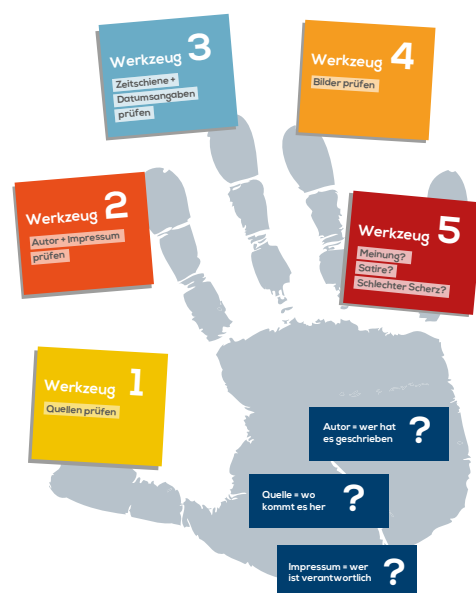 Werkzeug 3
Zeitschiene +
Datumsangaben
prüfen
Werkzeug 4
Bilder prüfen
Werkzeug 2
Autor + Impressum
prüfen
Werkzeug 5
Meinung?
Satire?
Schlechter Scherz?
Werkzeug 1
Quellen prüfen
Autor = wer hat
es geschrieben ?
Quelle = wo
kommt es her ?
Impressum = wer
ist verantwortlich ?